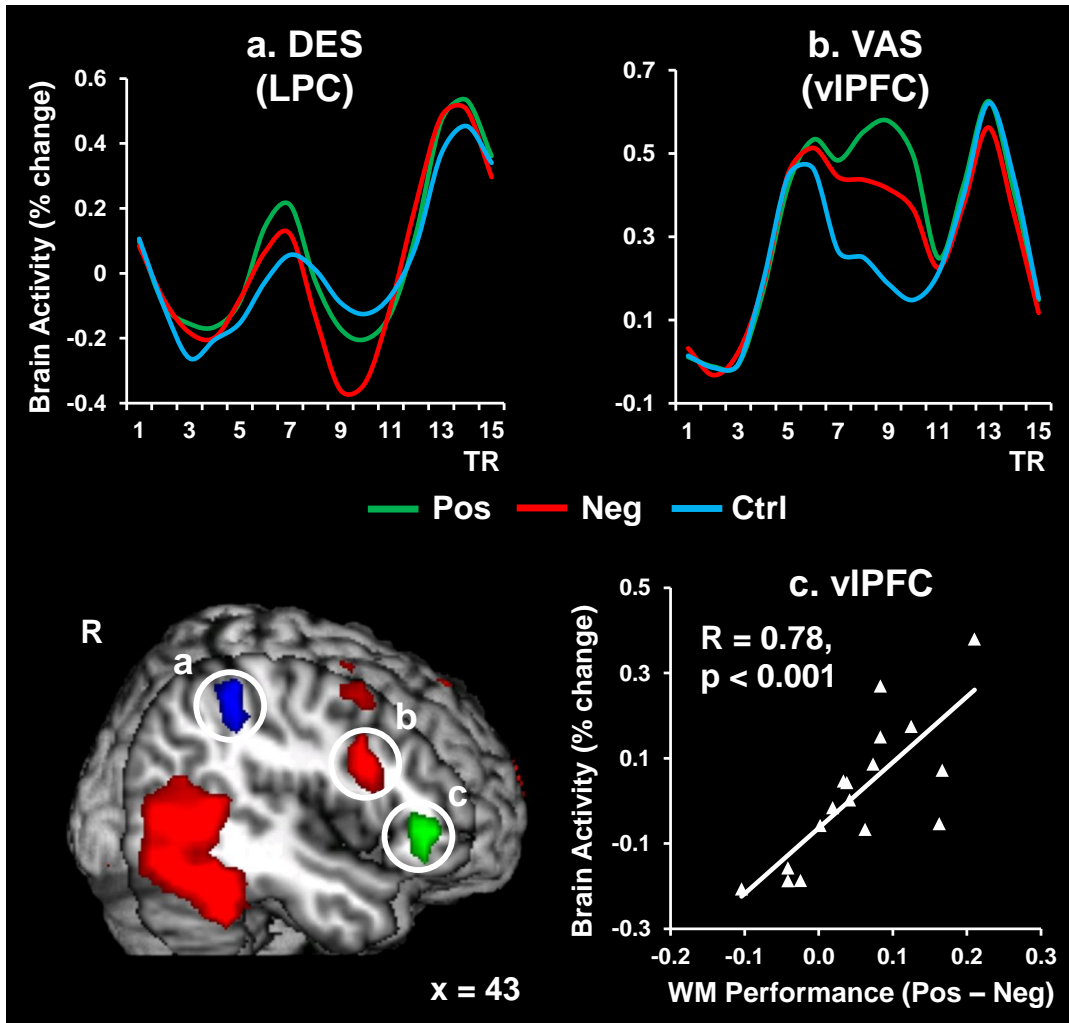 a. DES
(LPC)
Brain Activity (% change)
0.6
0.4
0.2
0
-0.2
-0.4
1 3 5 7 9 11 13 15
TR
b. VAS
(vlPFC)
0.7
0.5
0.3
0.1
-0.1
1 3 5 7 9 11 13 15
TR
Pos Neg Ctrl
R
a
b
c
x = 43
c. vlPFC
R = 0.78,
p < 0.001
Brain Activity (% change)
0.5
0.3
0.1
-0.1
-0.3
-0.2 -0.1 0.0 0.1 0.2 0.3
WM Performance (Pos – Neg)